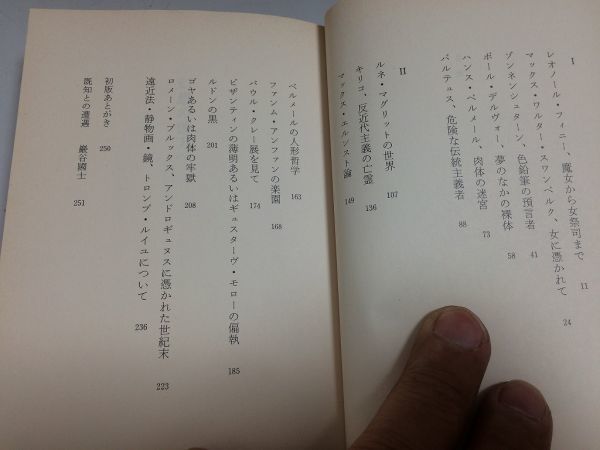 I
レオノール・フィニー、魔女から女祭司まで 11
マックス・ワルター・スワンベルク、女に憑かれて 24
ゾンネンシュターン、色鉛筆の預言者 41
ポール・デルヴォー、夢のなかの裸体 58
ハンス・ベルメール、肉体の迷宮 73
バルテュス、危険な伝統主義者 88
II
ルネ・マグリットの世界 107
キリコ、反近代主義の亡霊 136
マックス・エルンスト論 149
ベルメールの人形哲学 163
ファンム・アンファンの楽園 168
パウル・クレー展を見て 174
ビザンティンの薄明あるいはギュスターヴ・モローの偏執 185
ルドンの黒 201
ゴヤあるいは肉体の牢獄 208
ロメーン・ブルックス、アンドロギュヌスに憑かれた世紀末 223
遠近法・静物画・鏡、トロンプ・ルイユについて 236
初版あとがき 250
既知との遭遇 巖谷國士 251